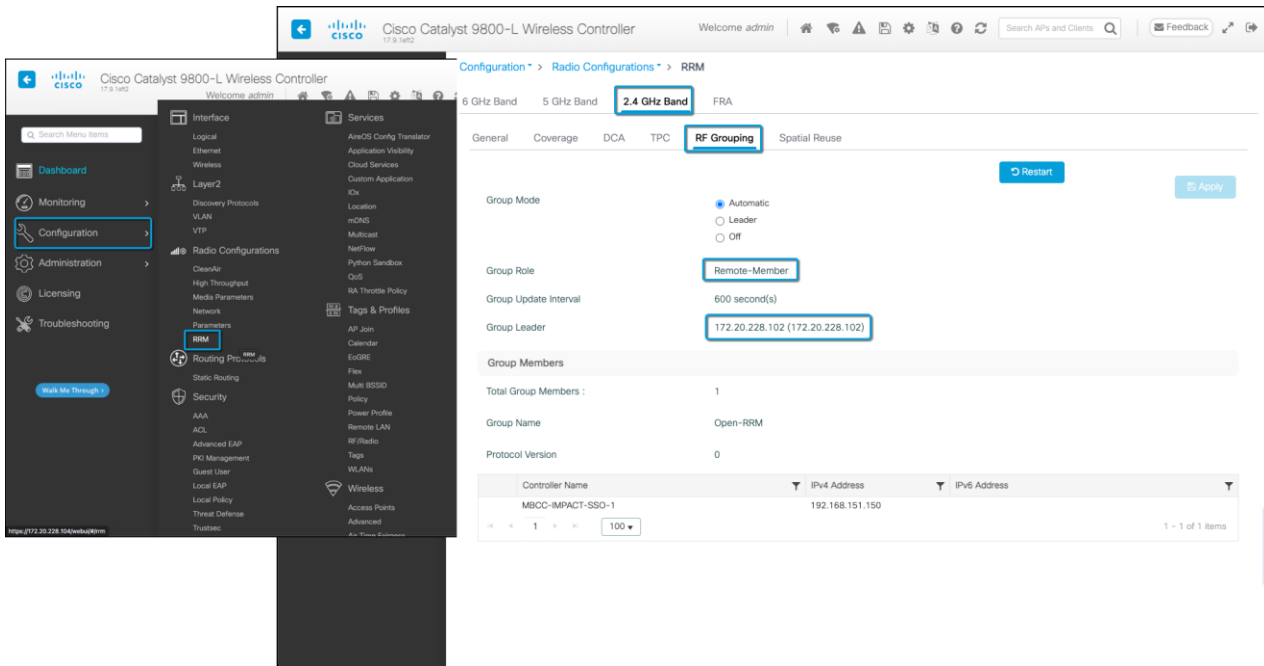 CISCO
Cisco Catalyst 9800-L Wireless Controller
17.9.1eft2
Welcome admin
Search APs and Clients
Feedback
Configuration > Radio Configurations > RRM
6 GHz Band
5 GHz Band
2.4 GHz Band
FRA
General
Coverage
DCA
TPC
RF Grouping
Spatial Reuse
Restart
Apply
Group Mode
Automatic
Leader
Off
Group Role
Remote-Member
Group Update Interval
600 second(s)
Group Leader
172.20.228.102 (172.20.228.102)
Group Members
Total Group Members :
1
Group Name
Open-RRM
Protocol Version
0
Controller Name
IPv4 Address
IPv6 Address
MBCC-IMPACT-SSO-1
192.168.151.150
1
100
1 - 1 of 1 items
CISCO
Cisco Catalyst 9800-L Wireless Controller
17.9.1eft2
Welcome admin
Search Menu Items
Dashboard
Monitoring
Configuration
Administration
Licensing
Troubleshooting
Walk Me Through >
Interface
Logical
Ethernet
Wireless
Layer2
Discovery Protocols
VLAN
VTP
Radio Configurations
CleanAir
High Throughput
Media Parameters
Network
Parameters
RRM
RRM
Static Routing
Security
AAA
ACL
Advanced EAP
PKI Management
Guest User
Local EAP
Local Policy
Threat Defense
Trustsec
Services
AireOS Config Translator
Application Visibility
Cloud Services
Custom Application
IOx
Location
mDNS
Multicast
NetFlow
Python Sandbox
QoS
RA Throttle Policy
Tags & Profiles
AP Join
Calendar
EoGRE
Flex
Multi BSSID
Policy
Power Profile
Remote LAN
RF/Radio
Tags
WLANs
Wireless
Access Points
Advanced
Air Time Fairness
https://172.20.228.104/webui/#/rrm